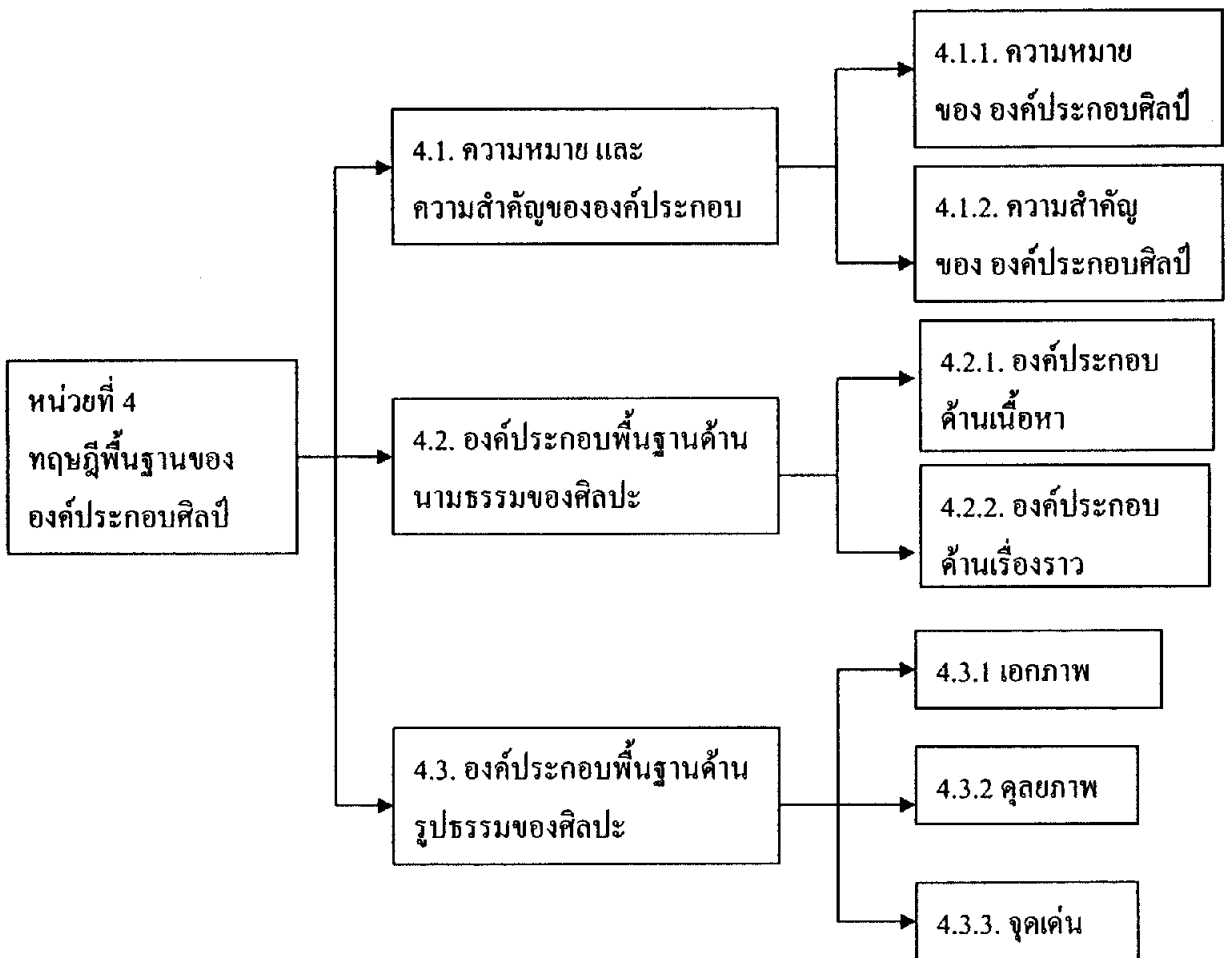 หน่วยที่ 4
ทฤษฎีพื้นฐานของ
องค์ประกอบศิลป์
4.1. ความหมาย และ
ความสำคัญขององค์ประกอบ
4.1.1. ความหมาย
ของ องค์ประกอบศิลป์
4.1.2. ความสำคัญ
ของ องค์ประกอบศิลป์
4.2. องค์ประกอบพื้นฐานด้าน
นามธรรมของศิลปะ
4.2.1. องค์ประกอบ
ด้านเนื้อหา
4.2.2. องค์ประกอบ
ด้านเรื่องราว
4.3. องค์ประกอบพื้นฐานด้าน
รูปธรรมของศิลปะ
4.3.1 เอกภาพ
4.3.2 ดุลยภาพ
4.3.3. จุดเด่น